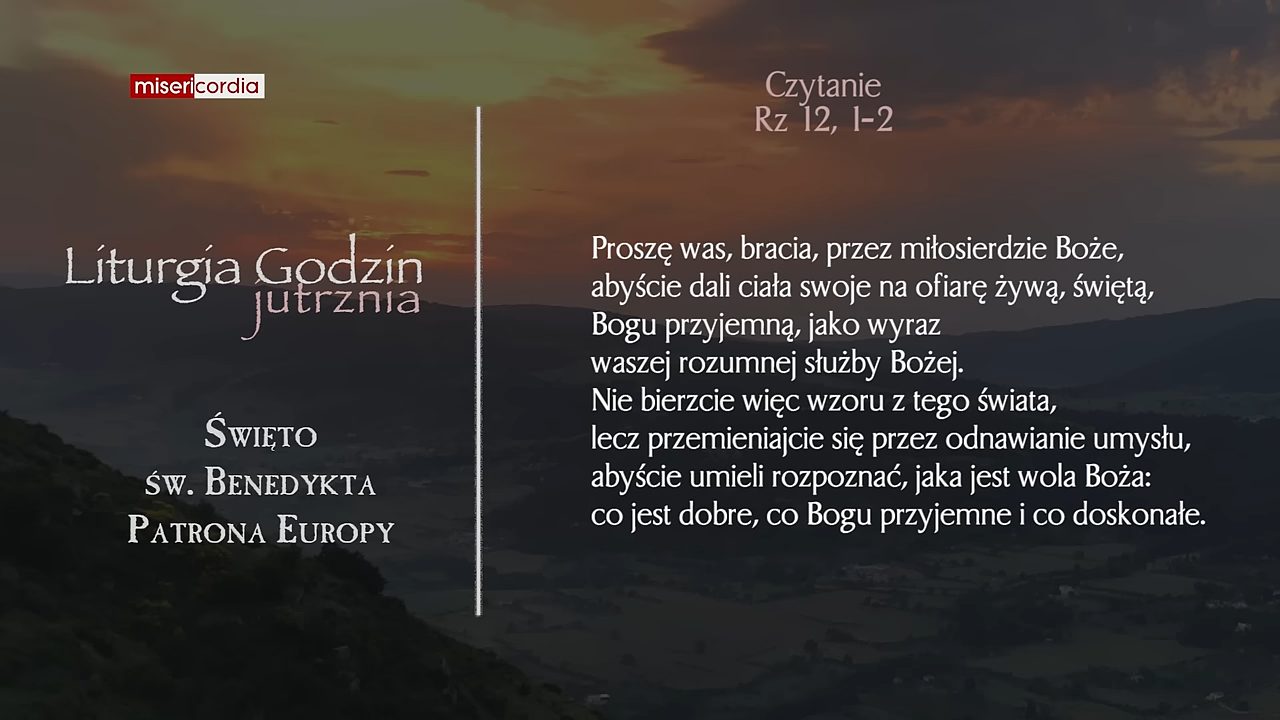 misericordia
Liturgia Godzin
jutrznia
Święto
św. Benedykta
Patrona Europy
Czytanie
Rz 12, 1-2
Proszę was, bracia, przez miłosierdzie Boże,
abyście dali ciała swoje na ofiarę żywą, świętą,
Bogu przyjemną, jako wyraz
waszej rozumnej służby Bożej.
Nie bierzcie więc wzoru z tego świata,
lecz przemieniajcie się przez odnawianie umysłu,
abyście umieli rozpoznać, jaka jest wola Boża:
co jest dobre, co Bogu przyjemne i co doskonałe.